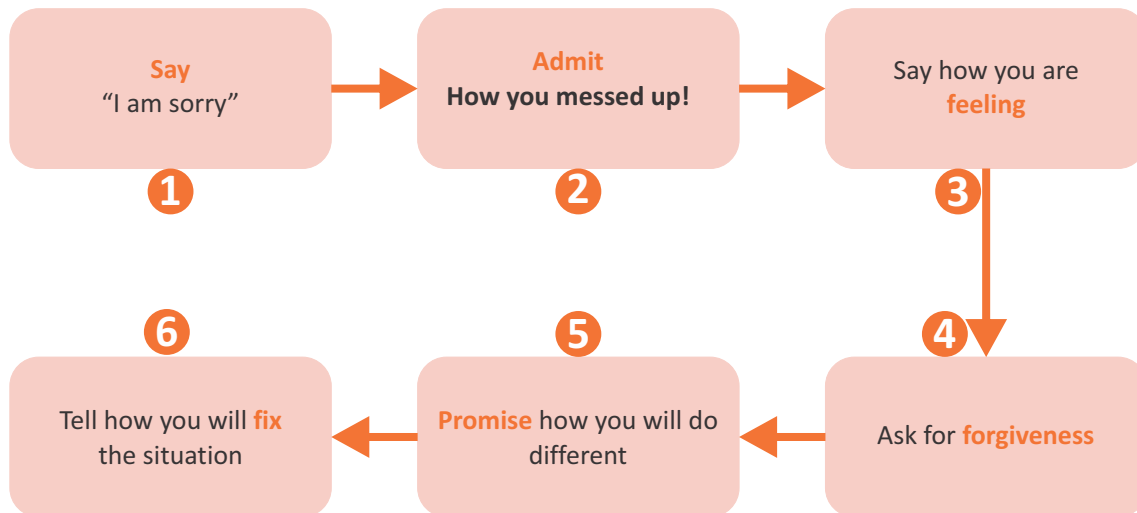 Say
“I am sorry”
1
Admit
How you messed up!
2
Say how you are
feeling
3
4
Ask for forgiveness
5
Promise how you will do
different
6
Tell how you will fix
the situation